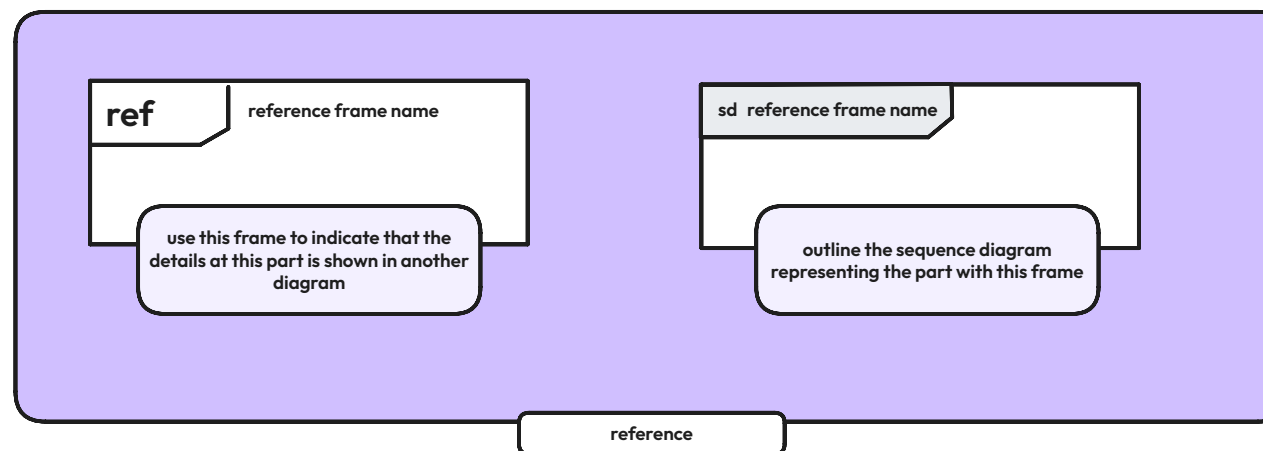 ref
reference frame name
use this frame to indicate that the
details at this part is shown in another
diagram
sd reference frame name
outline the sequence diagram
representing the part with this frame
reference